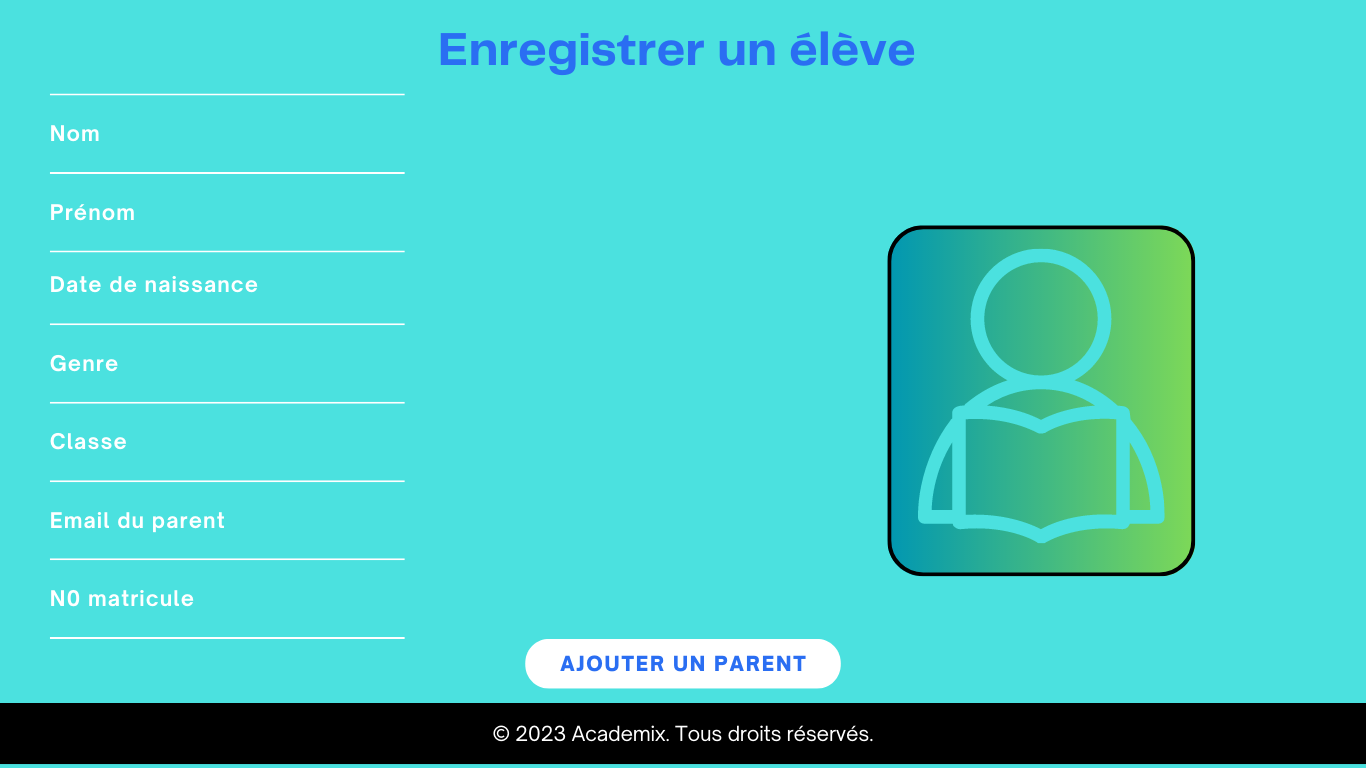 Enregistrer un élève
Nom
Prénom
Date de naissance
Genre
Classe
Email du parent
N0 matricule
AJOUTER UN PARENT
© 2023 Academix. Tous droits réservés.